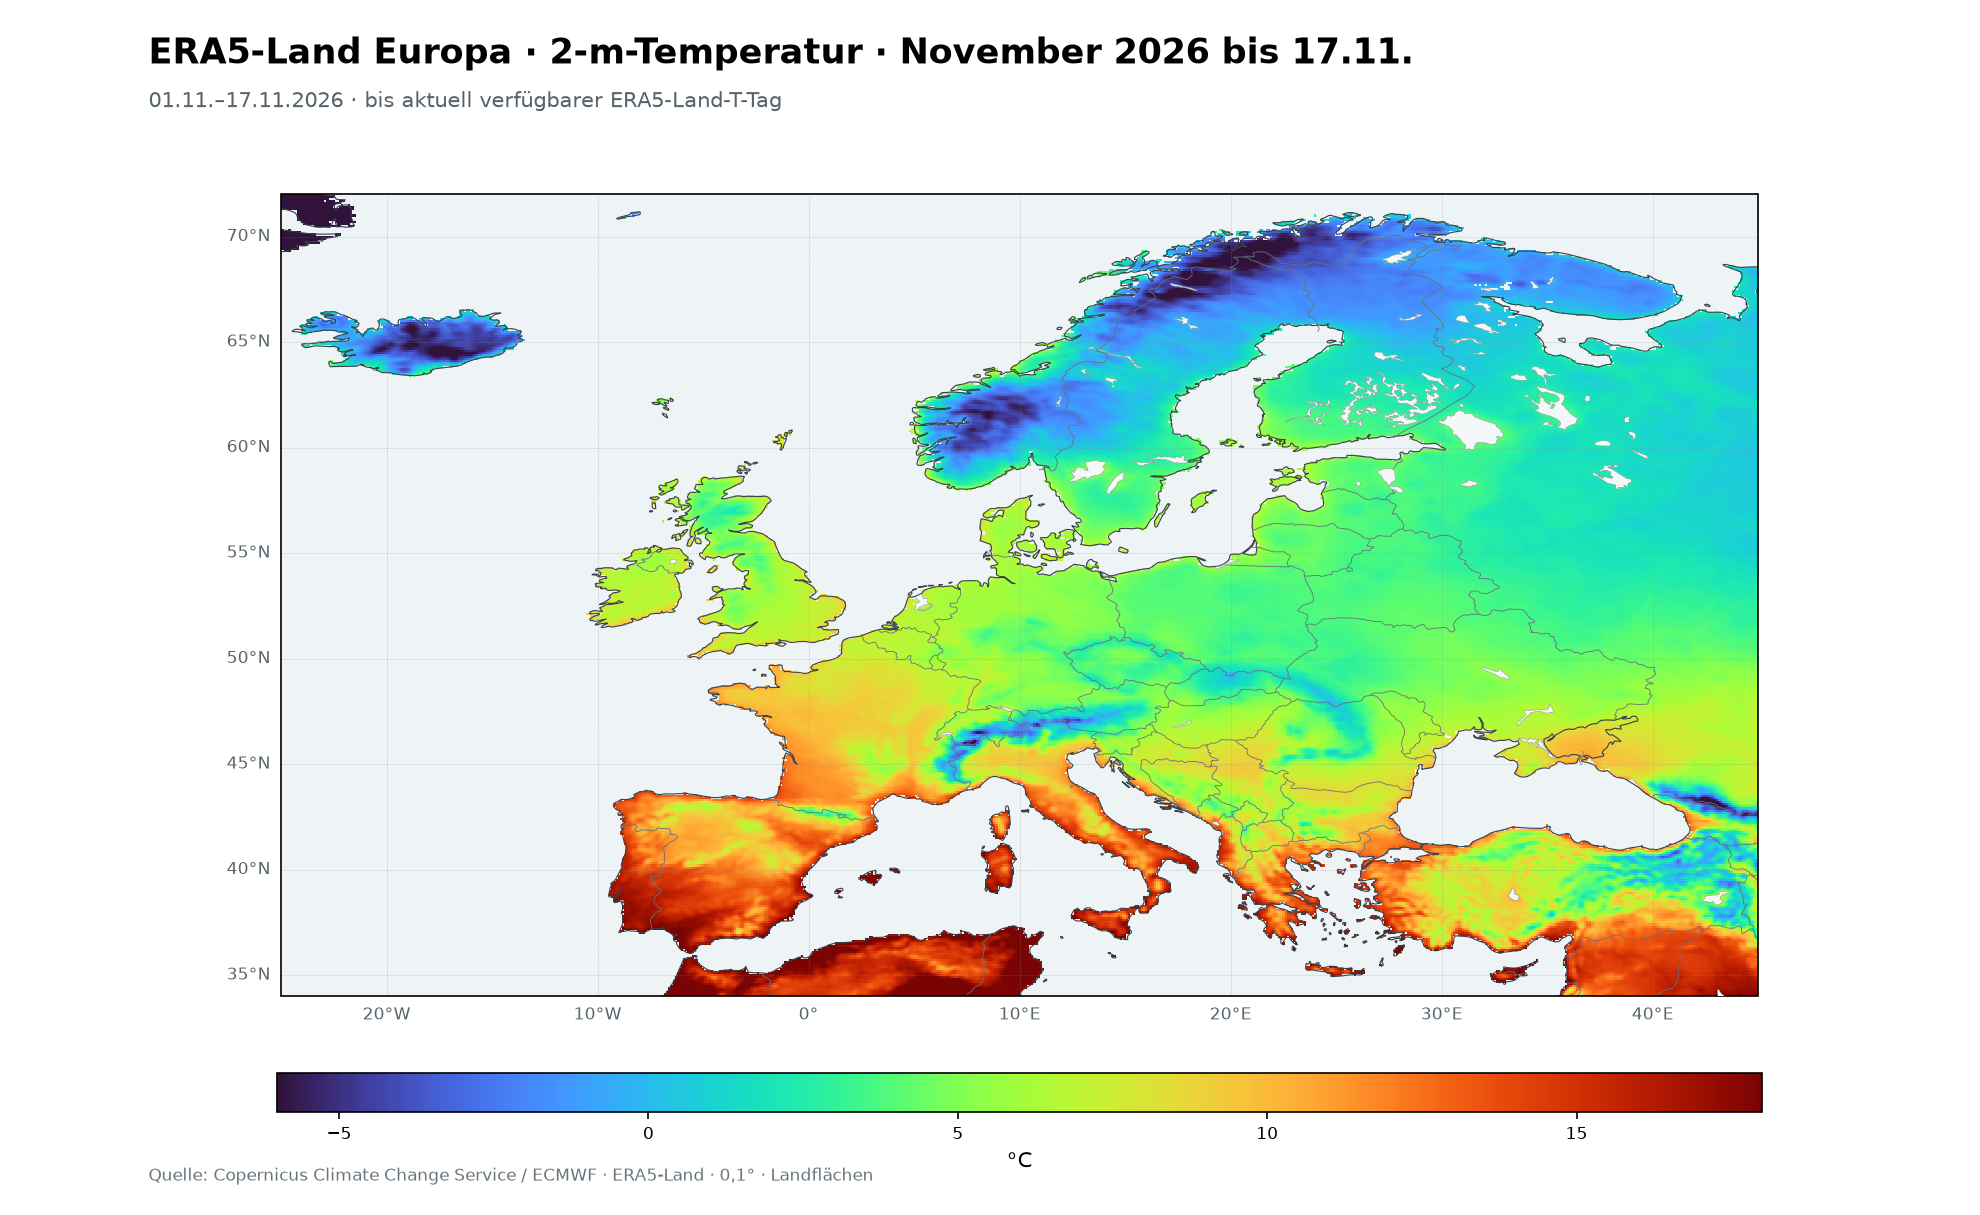 ERA5-Land Europa · 2-m-Temperatur · November 2026 bis 17.11.
01.11.–17.11.2026 · bis aktuell verfügbarer ERA5-Land-T-Tag
70°N
65°N
60°N
55°N
50°N
45°N
40°N
35°N
20°W 10°W 0° 10°E 20°E 30°E 40°E
−5 0 5 10 15
°C
Quelle: Copernicus Climate Change Service / ECMWF · ERA5-Land · 0,1° · Landflächen